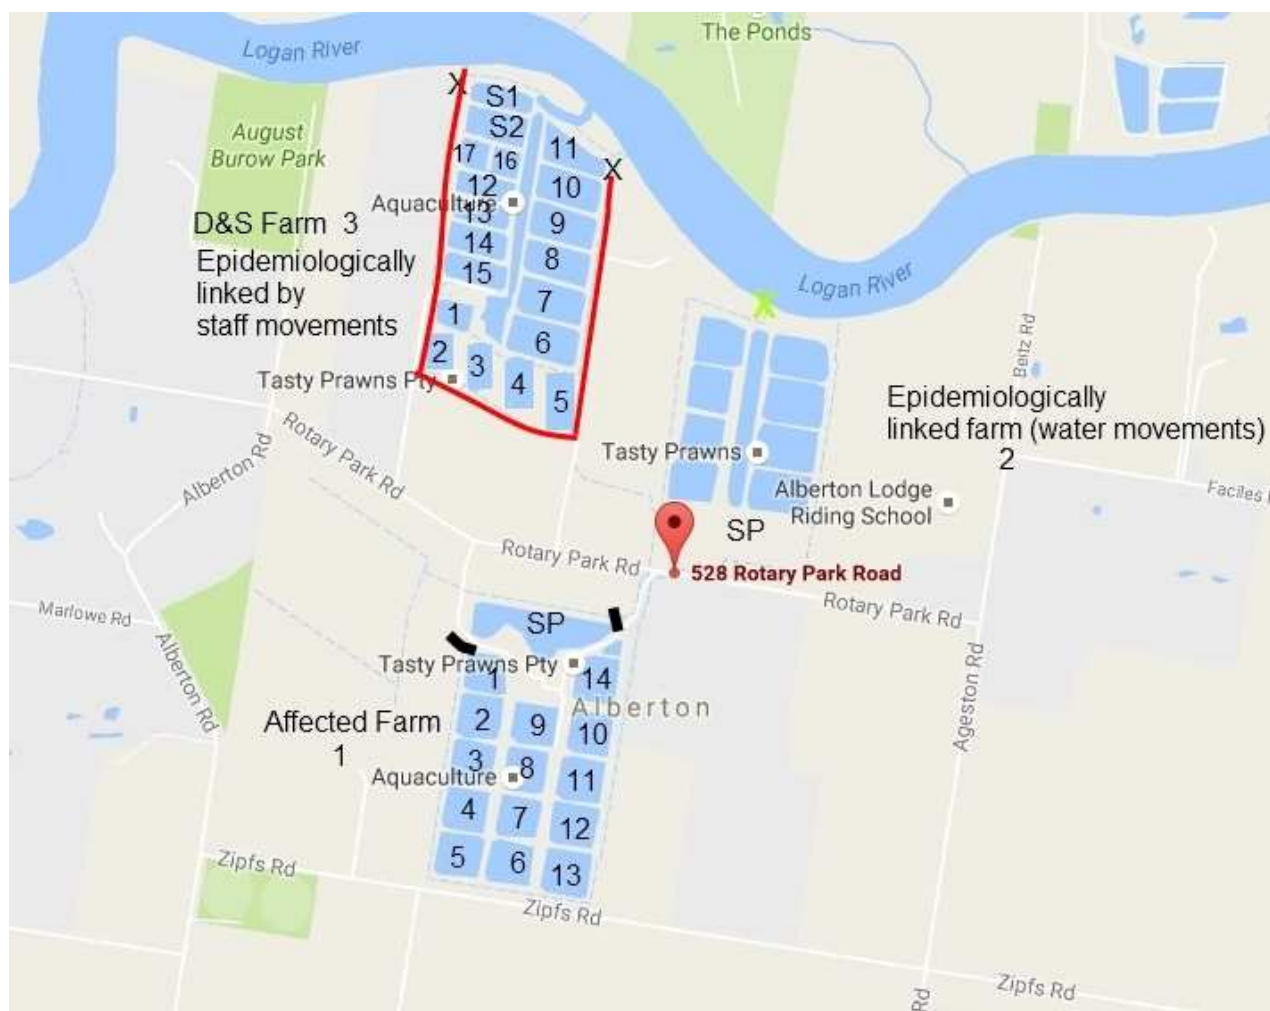 The Ponds
Logan River
X
S1
S2
August
Burow Park
17
16
11
X
12
10
Aquaculture
13
D&S Farm 3
9
14
Epidemiologically
linked by
staff movements
8
15
Logan River
7
1
X
6
2
3
Beitz Rd
Tasty Prawns Pty
4
5
Epidemiologically
linked farm (water movements)
2
Rotary Park Rd
Alberton Rd
Tasty Prawns
Alberton Lodge
Riding School
Faciles
SP
Rotary Park Rd
528 Rotary Park Road
Marlowe Rd
Rotary Park Rd
SP
Tasty Prawns Pty
1
14
Alberton Rd
Alberton
Ageston Rd
Affected Farm
1
2
9
10
3
8
Aquaculture
11
4
7
12
5
6
13
Zipfs Rd
Zipfs Rd
Zipfs Rd
Rd